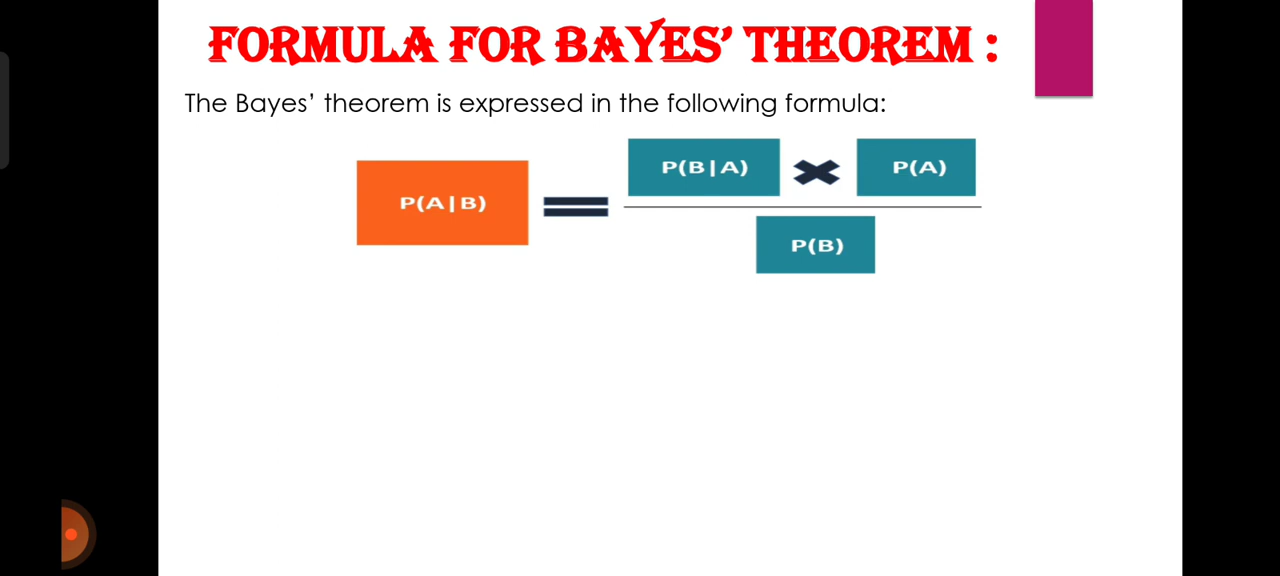 FORMULA FOR BAYES’ THEOREM :
The Bayes’ theorem is expressed in the following formula:
P(B|A) ✖ P(A)
P(A|B) =
P(B)